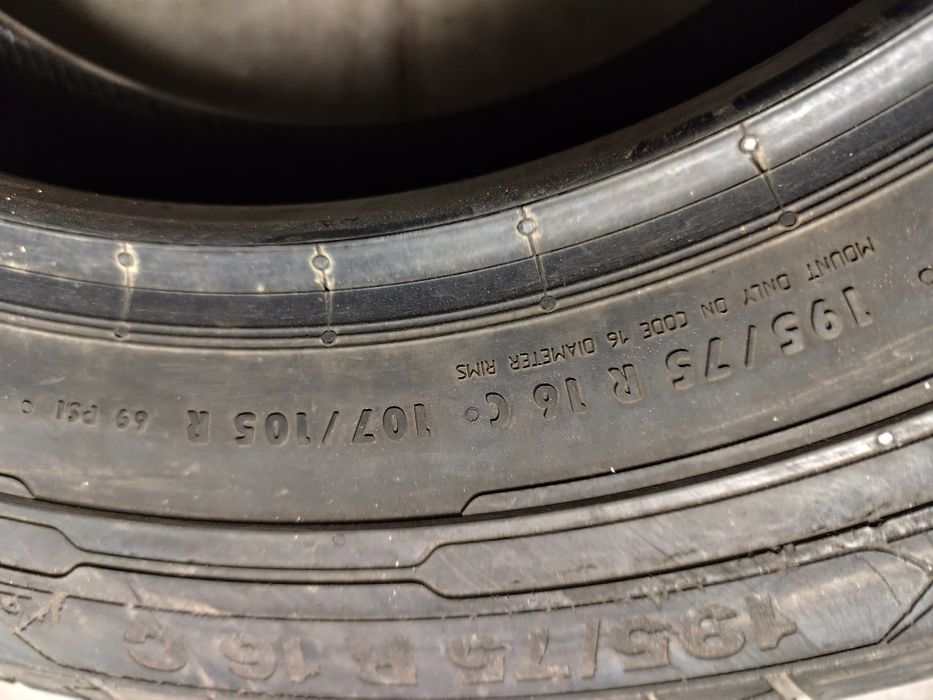 195/75 R 16 C 107/105 R 69 PSI
MOUNT ONLY ON CODE 16 DIAMETER RIMS
195/75 R 16 C